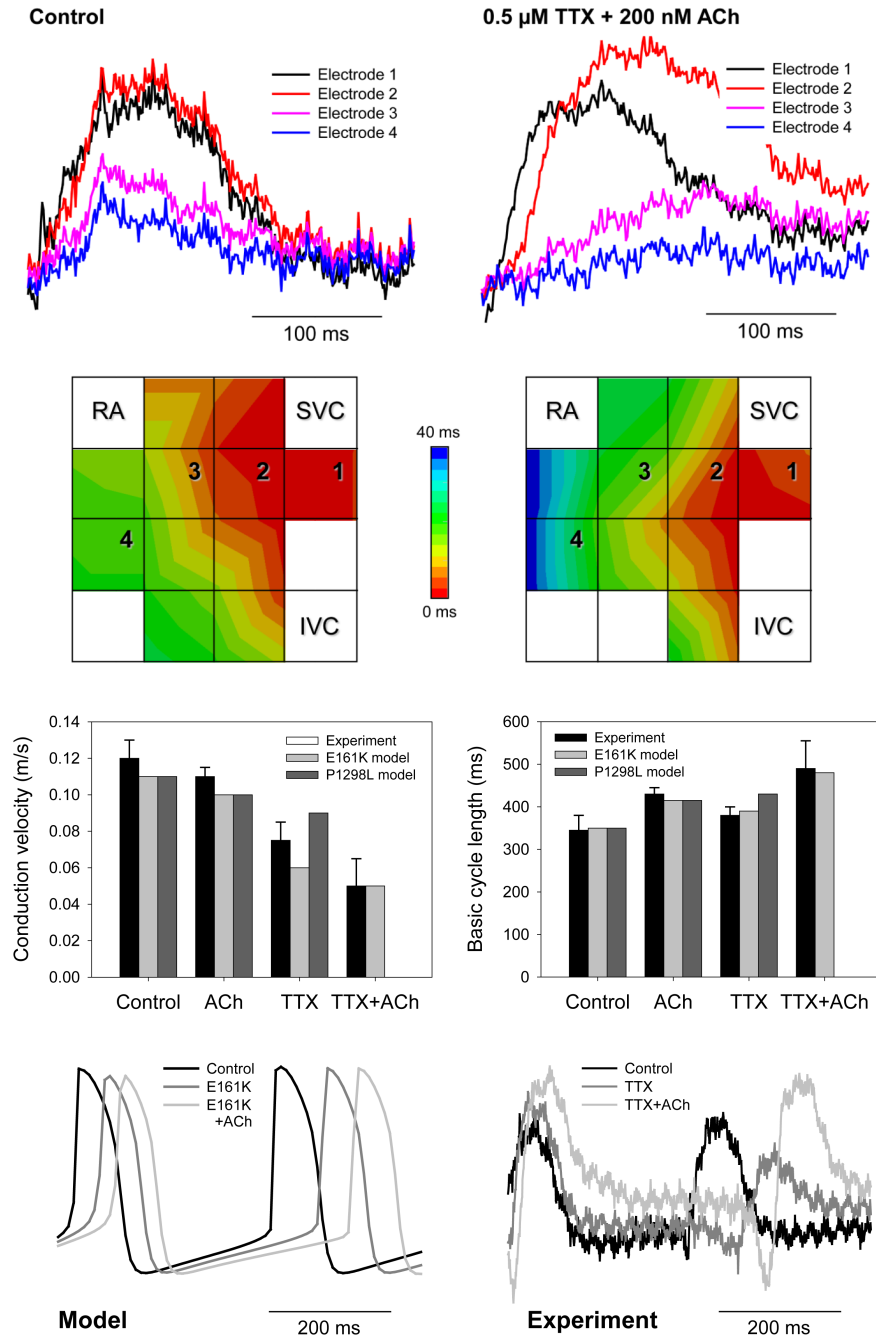 Control
0.5 µM TTX + 200 nM ACh
Electrode 1
Electrode 2
Electrode 3
Electrode 4
100 ms
Electrode 1
Electrode 2
Electrode 3
Electrode 4
100 ms
RA
SVC
3
2
1
4
IVC
40 ms
0 ms
RA
SVC
3
2
1
4
IVC
Conduction velocity (m/s)
0.14
0.12
0.10
0.08
0.06
0.04
0.02
0.00
Experiment
E161K model
P1298L model
Control
ACh
TTX
TTX+ACh
Basic cycle length (ms)
600
500
400
300
200
100
0
Experiment
E161K model
P1298L model
Control
ACh
TTX
TTX+ACh
Control
E161K
E161K
+ACh
Model
200 ms
Control
TTX
TTX+ACh
Experiment
200 ms